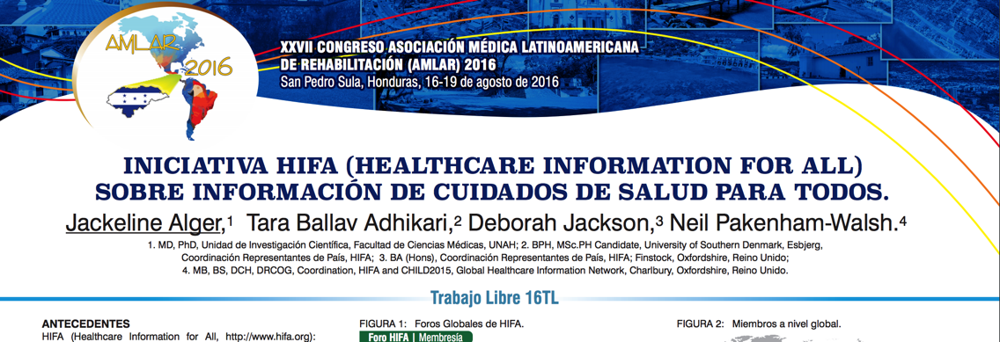 AMLAR
2016
XXVII CONGRESO ASOCIACIÓN MÉDICA LATINOAMERICANA
DE REHABILITACIÓN (AMLAR) 2016
San Pedro Sula, Honduras, 16-19 de agosto de 2016
INICIATIVA HIFA (HEALTHCARE INFORMATION FOR ALL)
SOBRE INFORMACIÓN DE CUIDADOS DE SALUD PARA TODOS.
Jackeline Alger,1 Tara Ballav Adhikari,2 Deborah Jackson,3 Neil Pakenham-Walsh.4
1. MD, PhD, Unidad de Investigación Científica, Facultad de Ciencias Médicas, UNAH; 2. BPH, MSc.PH Candidate, University of Southern Denmark, Esbjerg,
Coordinación Representantes de País, HIFA; 3. BA (Hons), Coordinación Representantes de País, HIFA; Finstock, Oxfordshire, Reino Unido;
4. MB, BS, DCH, DRCOG, Coordination, HIFA and CHILD2015, Global Healthcare Information Network, Charlbury, Oxfordshire, Reino Unido.
Trabajo Libre 16TL
ANTECEDENTES
HIFA (Healthcare Information for All, http://www.hifa.org):
FIGURA 1: Foros Globales de HIFA.
Foro HIFA | Membresía
FIGURA 2: Miembros a nivel global.